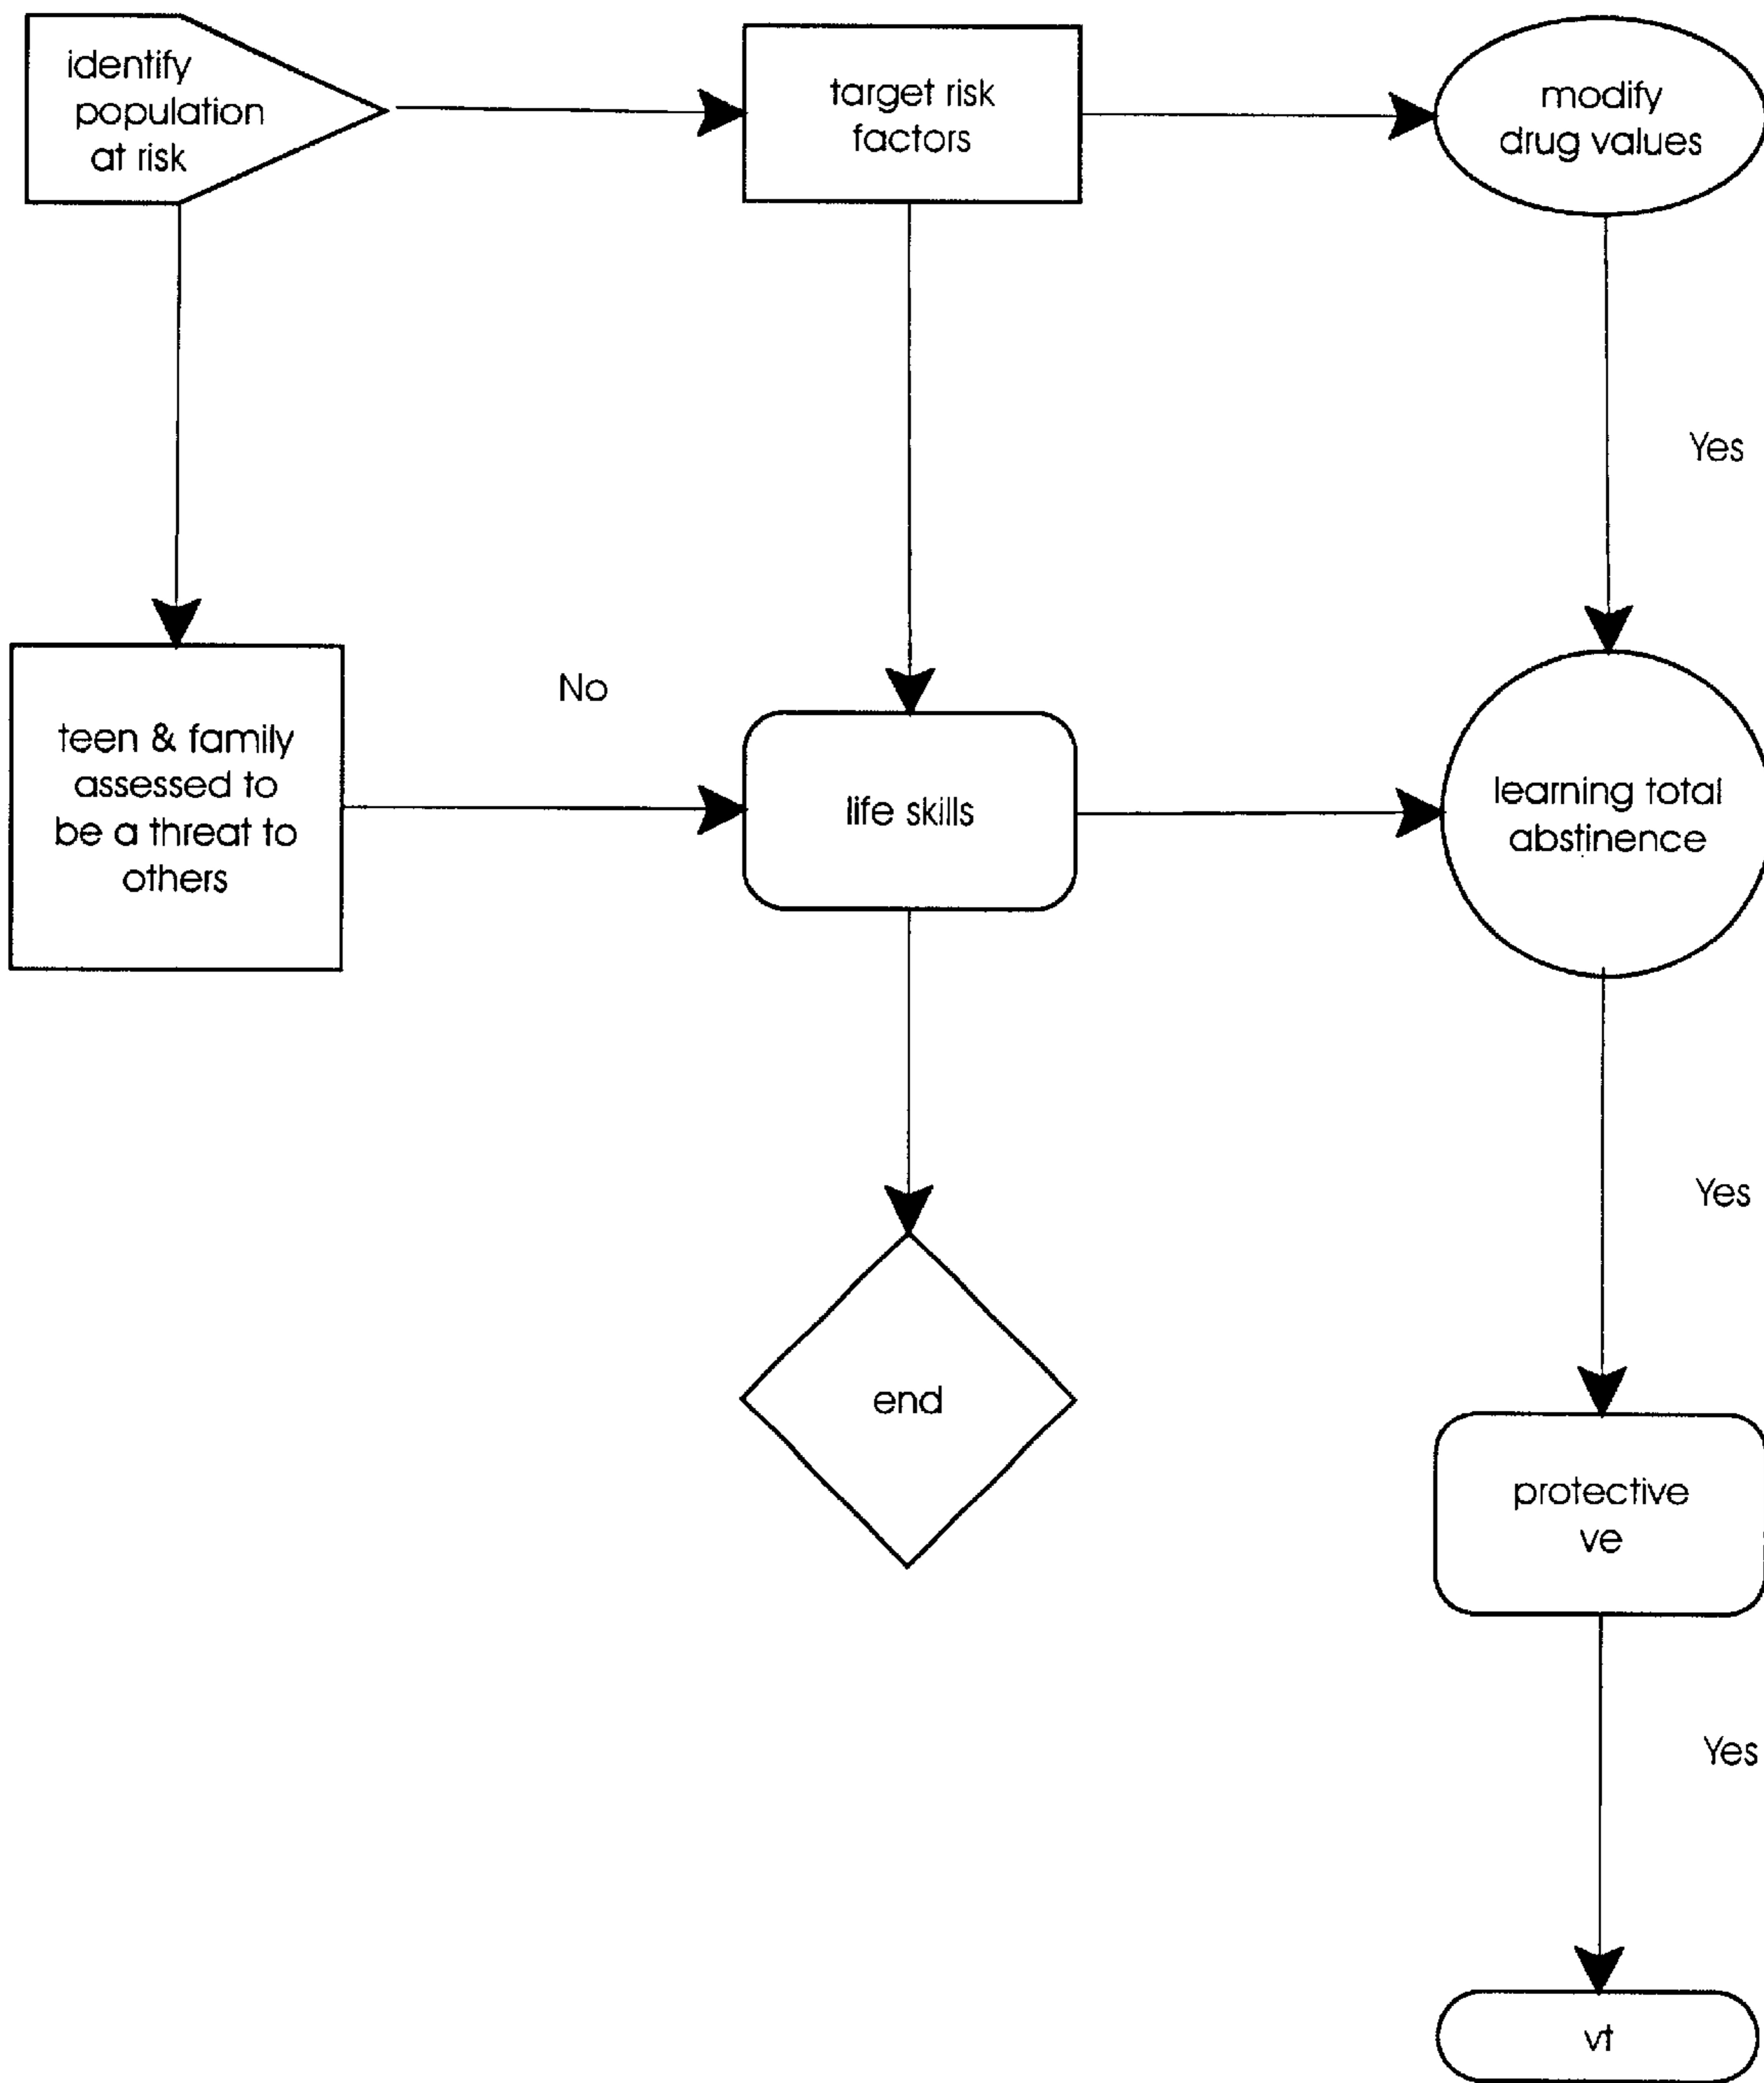 identify
population
at risk
target risk
factors
modify
drug values
Yes
No
teen & family
assessed to
be a threat to
others
life skills
learning total
abstinence
Yes
end
protective
ve
Yes
vt